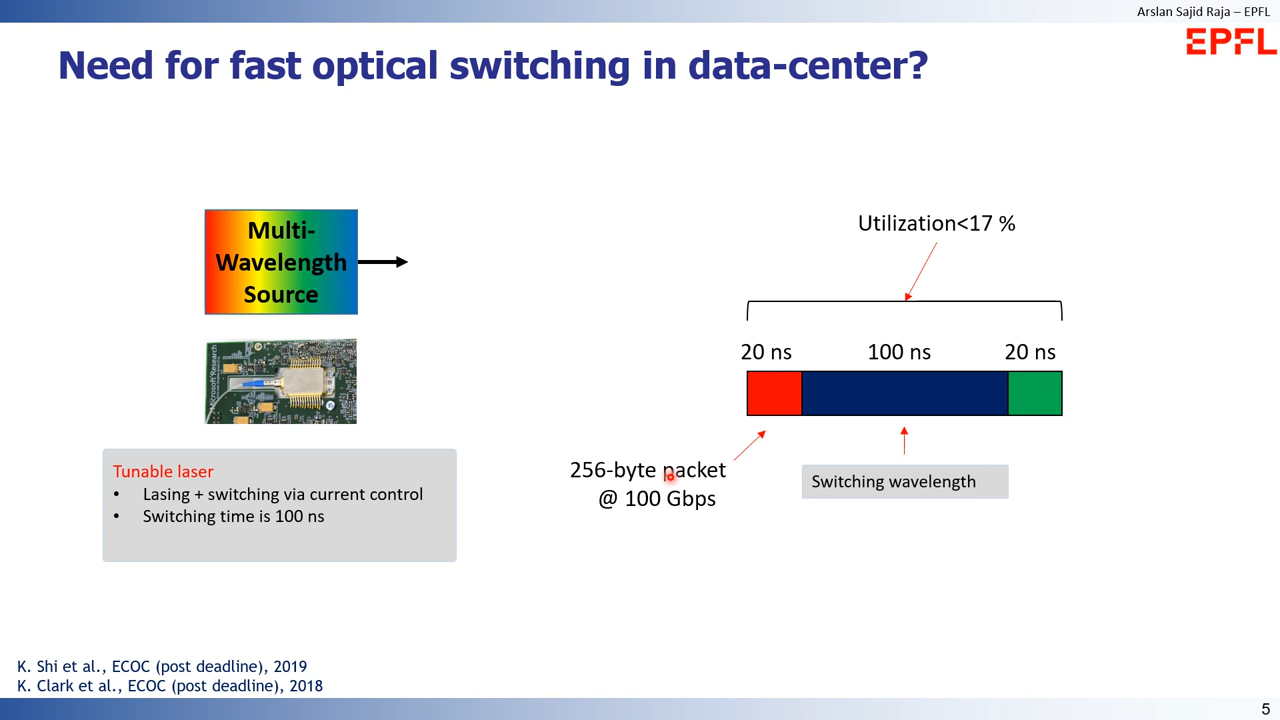 Arslan Sajid Raja – EPFL
EPFL
Need for fast optical switching in data-center?
Multi-
Wavelength
Source
Microsoft Research
Tunable laser
• Lasing + switching via current control
• Switching time is 100 ns
Utilization<17 %
20 ns
100 ns
20 ns
256-byte packet
@ 100 Gbps
Switching wavelength
K. Shi et al., ECOC (post deadline), 2019
K. Clark et al., ECOC (post deadline), 2018
5